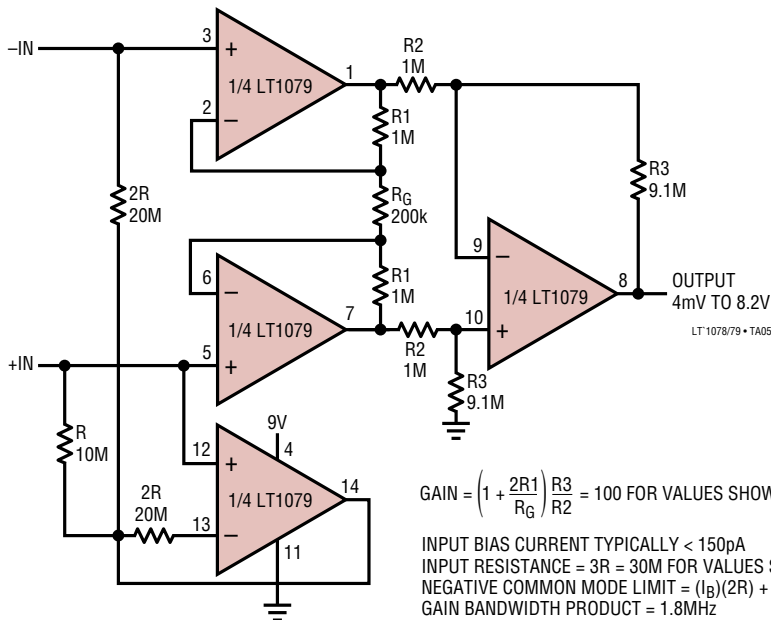 –IN
3
+
1/4 LT1079
2
–
1
R2
1M
R1
1M
RG
200k
R3
9.1M
2R
20M
6
–
1/4 LT1079
5
+
7
R1
1M
R2
1M
9
–
1/4 LT1079
10
+
8
OUTPUT
4mV TO 8.2V
LT1078/79 • TA05
R3
9.1M
+IN
R
10M
2R
20M
12
+
9V
4
1/4 LT1079
13
–
14
11
GAIN = (1 + 2R1/RG) R3/R2 = 100 FOR VALUES SHOW
INPUT BIAS CURRENT TYPICALLY < 150pA
INPUT RESISTANCE = 3R = 30M FOR VALUES S
NEGATIVE COMMON MODE LIMIT = (IB)(2R) +
GAIN BANDWIDTH PRODUCT = 1.8MHz